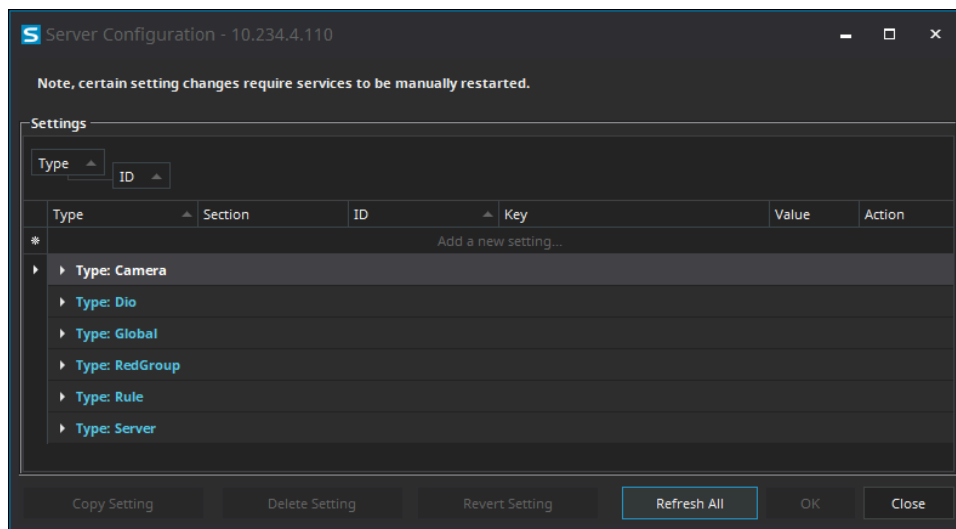 S Server Configuration - 10.234.4.110
Note, certain setting changes require services to be manually restarted.
Settings
Type
ID
Type Section ID Key Value Action
Add a new setting...
Type: Camera
Type: Dio
Type: Global
Type: RedGroup
Type: Rule
Type: Server
Copy Setting Delete Setting Revert Setting Refresh All OK Close